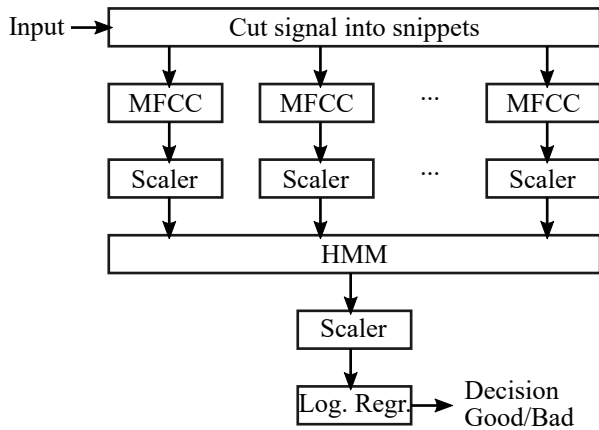 Input
Cut signal into snippets
MFCC MFCC ... MFCC
Scaler Scaler ... Scaler
HMM
Scaler
Log. Regr.
Decision
Good/Bad